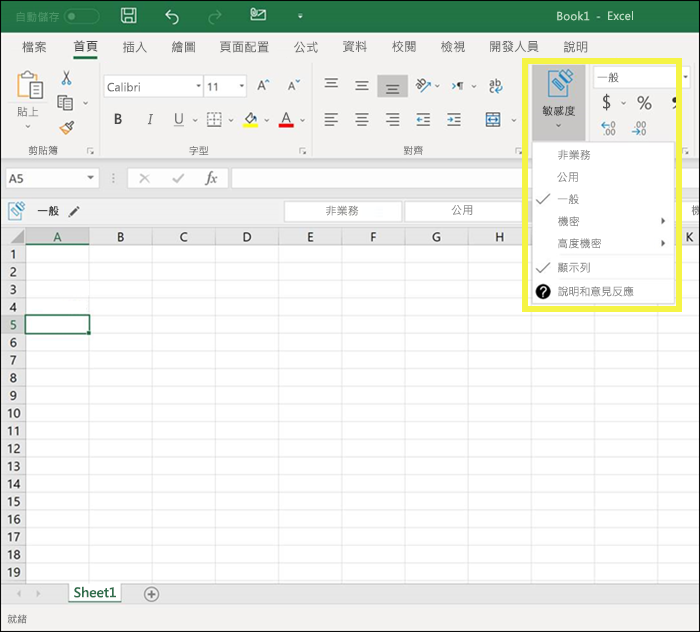 自動儲存
Book1 - Excel
檔案 首頁 插入 繪圖 頁面配置 公式 資料 校閱 檢視 開發人員 說明
貼上
Calibri 11
B I U A
剪貼簿 字型 對齊
敏感度
一般
$ %
非業務
公用
一般
機密
高度機密
顯示列
說明和意見反應
A5 fx
一般 非業務 公用
A B C D E F G H K
1
2
3
4
5
6
7
8
9
10
11
12
13
14
15
16
17
18
19
Sheet1
就緒